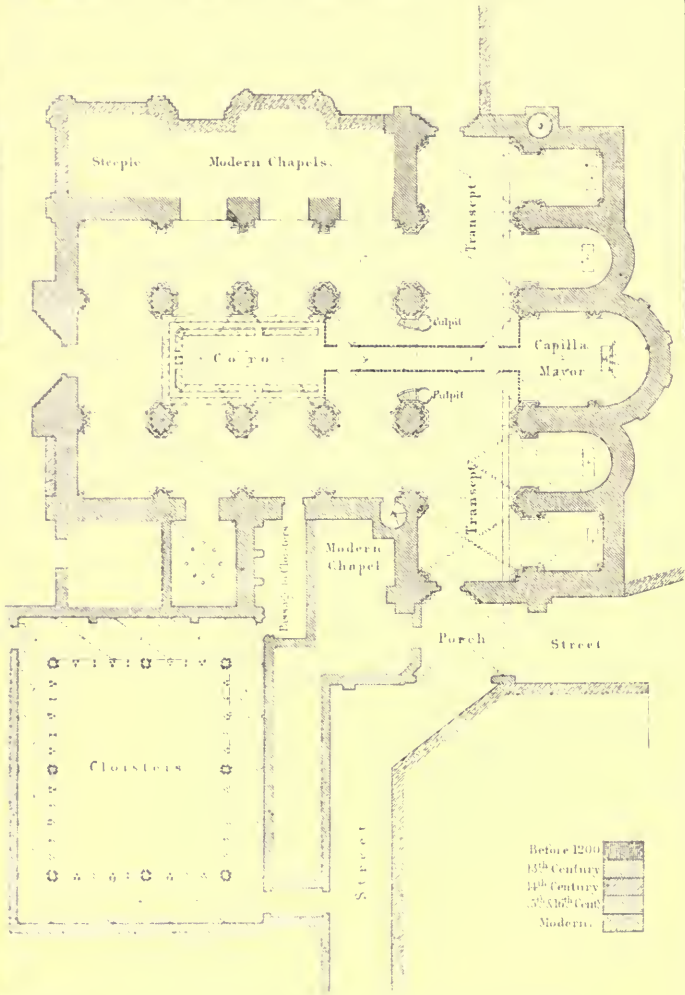 Steeple
Modern Chapels.
Transept
Pulpit
Coro
Capilla
Mayor
Pulpit
Transept
Passage to Cloisters
Modern
Chapel
Porch
Street
Cloisters
Street
Before 1200
13th Century
14th Century
15th & 16th Cent
Modern.